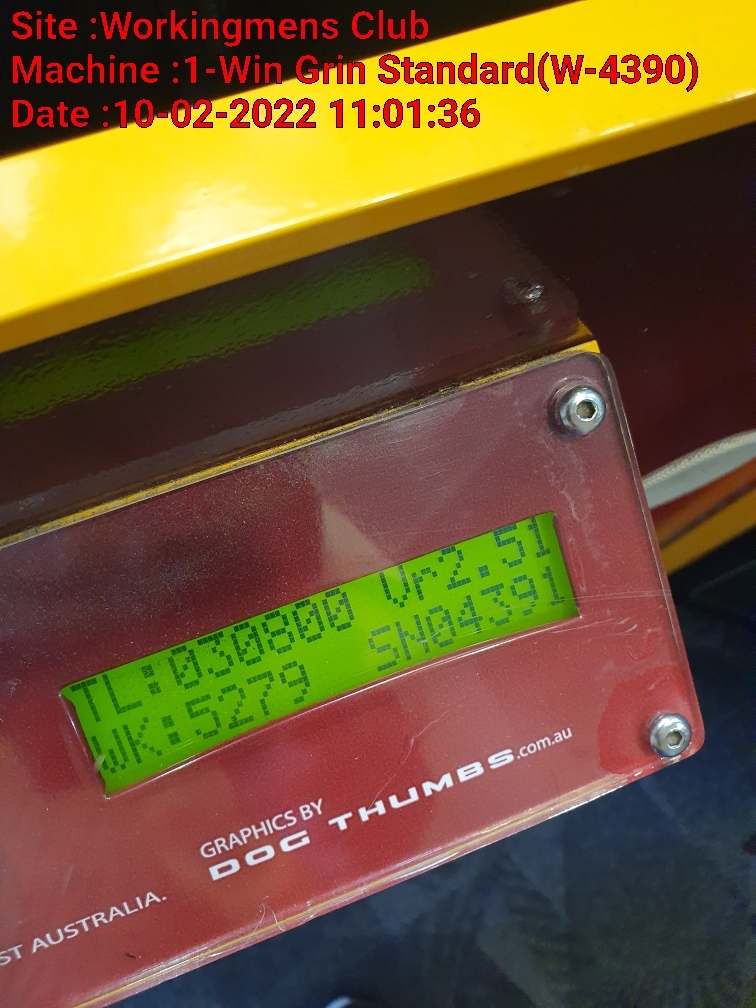 Site :Workingmens Club
Machine :1-Win Grin Standard(W-4390)
Date :10-02-2022 11:01:36
TL:030800 Vr2.51
WK:5279 SN04391
GRAPHICS BY
DOG THUMBS.com.au
ST AUSTRALIA.